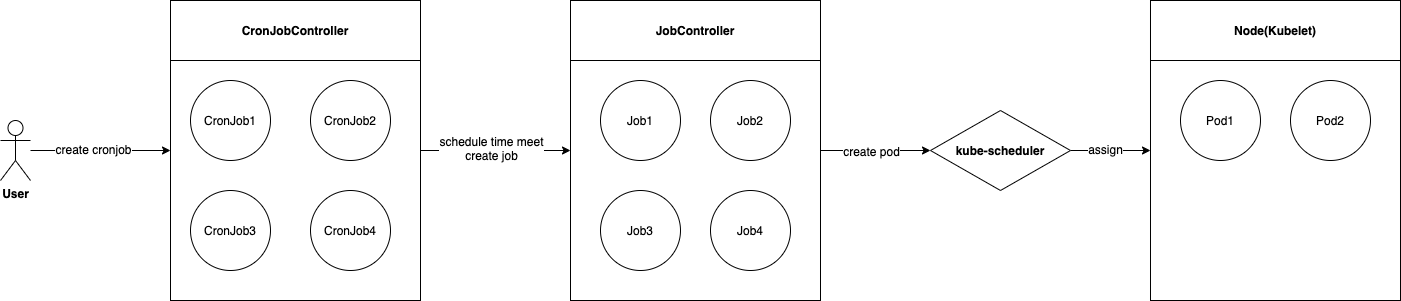 CronJobController
JobController
Node(Kubelet)
CronJob1
CronJob2
Job1
Job2
Pod1
Pod2
create cronjob
schedule time meet
create job
create pod
kube-scheduler
assign
User
CronJob3
CronJob4
Job3
Job4